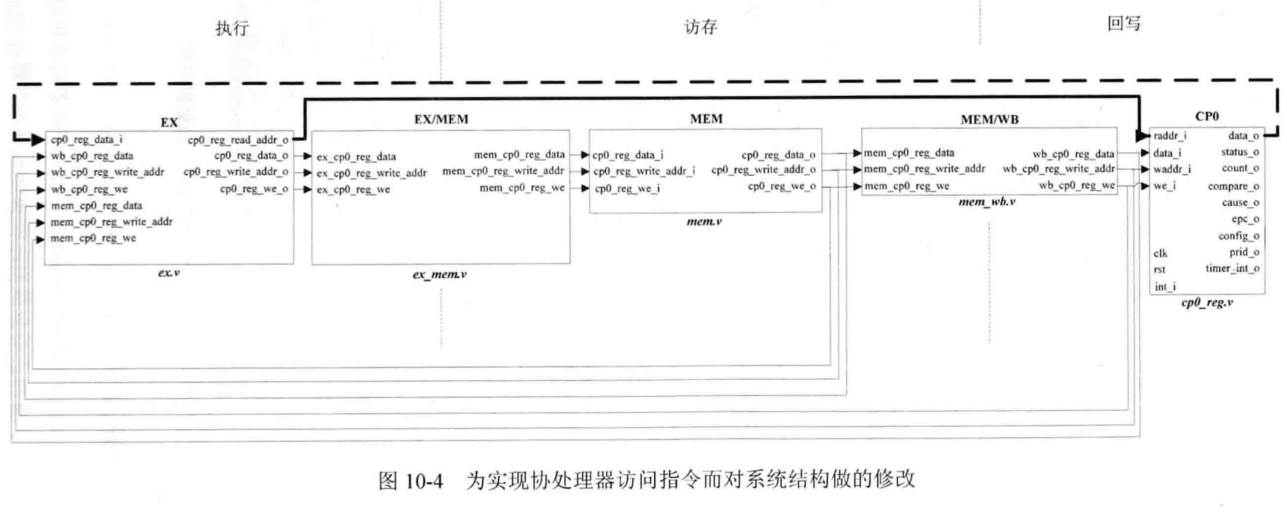 执行 访存 回写
EX EX/MEM MEM MEM/WB CP0
cp0_reg_data_i cp0_reg_read_addr_o
wb_cp0_reg_data cp0_reg_data_o
wb_cp0_reg_write_addr cp0_reg_write_addr_o
wb_cp0_reg_we cp0_reg_we_o
mem_cp0_reg_data
mem_cp0_reg_write_addr
mem_cp0_reg_we
ex.v
ex_cp0_reg_data mem_cp0_reg_data
ex_cp0_reg_write_addr mem_cp0_reg_write_addr
ex_cp0_reg_we mem_cp0_reg_we
ex_mem.v
cp0_reg_data_i cp0_reg_data_o
cp0_reg_write_addr_i cp0_reg_write_addr_o
cp0_reg_we_i cp0_reg_we_o
mem.v
mem_cp0_reg_data wb_cp0_reg_data
mem_cp0_reg_write_addr wb_cp0_reg_write_addr
mem_cp0_reg_we wb_cp0_reg_we
mem_wb.v
raddr_i data_o
data_i status_o
waddr_i count_o
we_i compare_o
cause_o
epc_o
config_o
clk prid_o
rst timer_int_o
int_i
cp0_reg.v
图 10-4 为实现协处理器访问指令而对系统结构做的修改